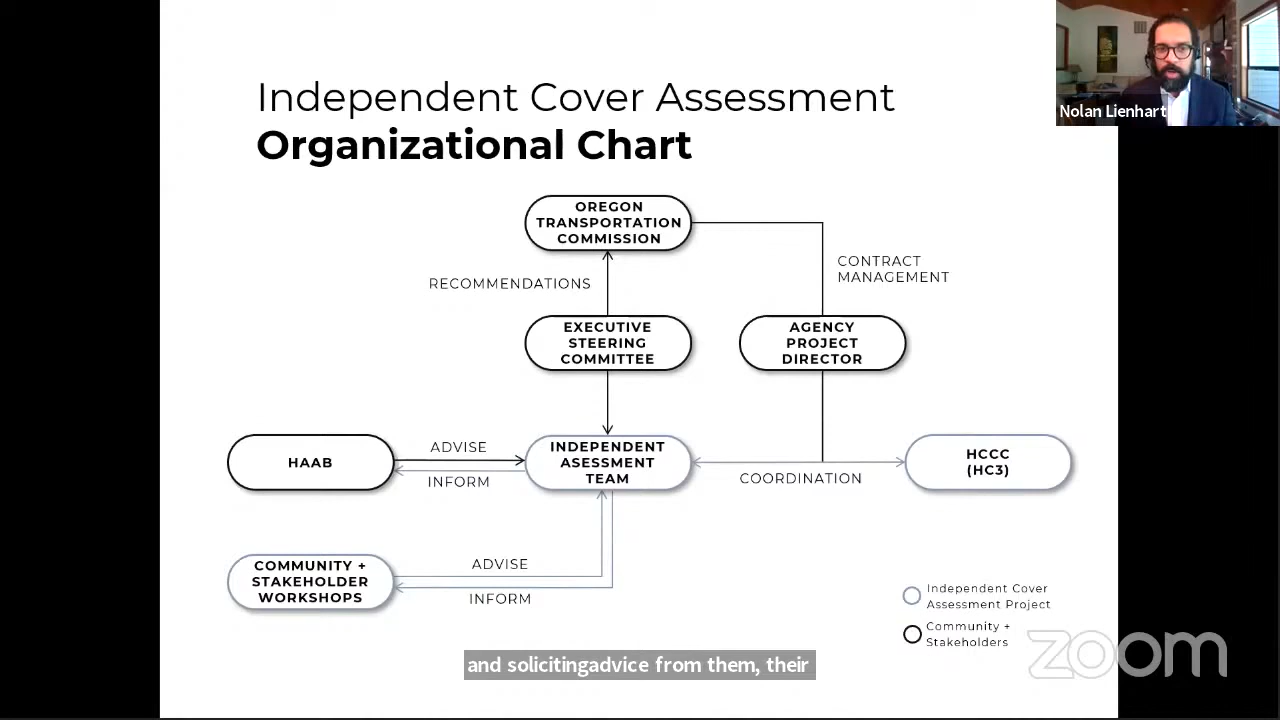 Nolan Lienhart
Independent Cover Assessment
Organizational Chart
OREGON
TRANSPORTATION
COMMISSION
CONTRACT
MANAGEMENT
RECOMMENDATIONS
EXECUTIVE
STEERING
COMMITTEE
AGENCY
PROJECT
DIRECTOR
HAAB
ADVISE
INFORM
INDEPENDENT
ASESSMENT
TEAM
COORDINATION
HCCC
(HC3)
COMMUNITY +
STAKEHOLDER
WORKSHOPS
ADVISE
INFORM
Independent Cover
Assessment Project
Community +
Stakeholders
zoom
and solicitingadvice from them, their